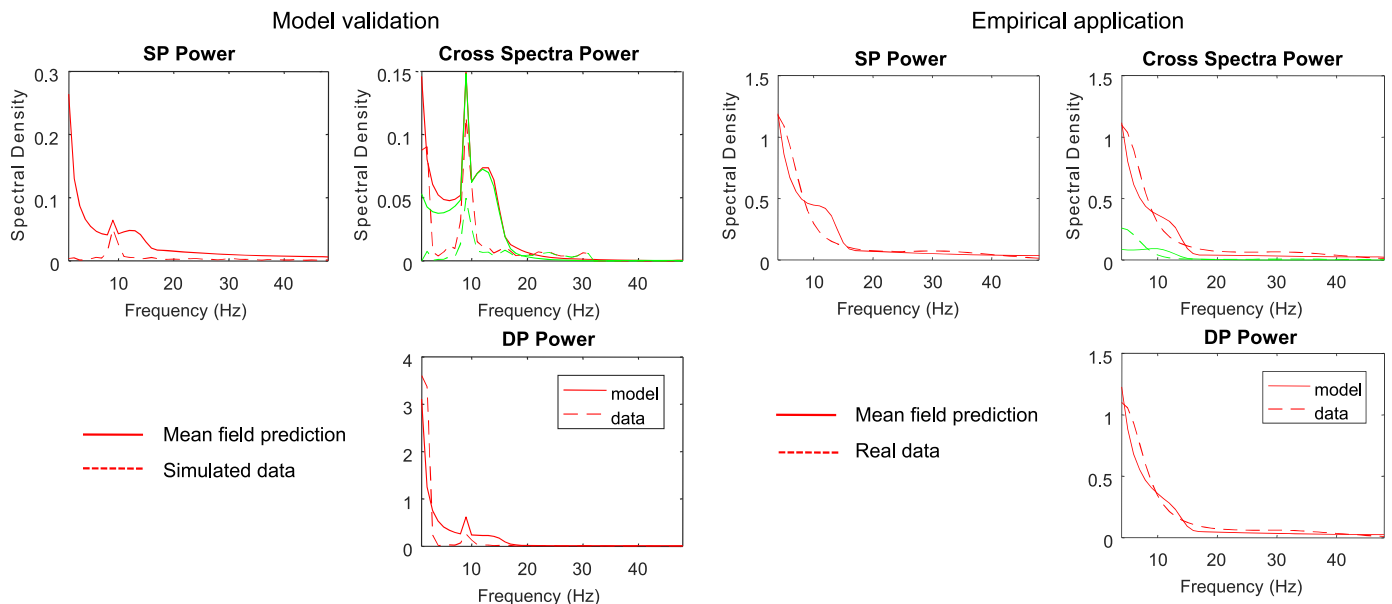 Model validation
SP Power
Spectral Density
0.3
0.2
0.1
0
10 20 30 40
Frequency (Hz)
Cross Spectra Power
Spectral Density
0.15
0.1
0.05
0
10 20 30 40
Frequency (Hz)
DP Power
4
3
2
1
0
10 20 30 40
Frequency (Hz)
model
data
Mean field prediction
Simulated data
Empirical application
SP Power
Spectral Density
1.5
1
0.5
0
10 20 30 40
Frequency (Hz)
Cross Spectra Power
Spectral Density
1.5
1
0.5
0
10 20 30 40
Frequency (Hz)
DP Power
1.5
1
0.5
0
10 20 30 40
Frequency (Hz)
model
data
Mean field prediction
Real data